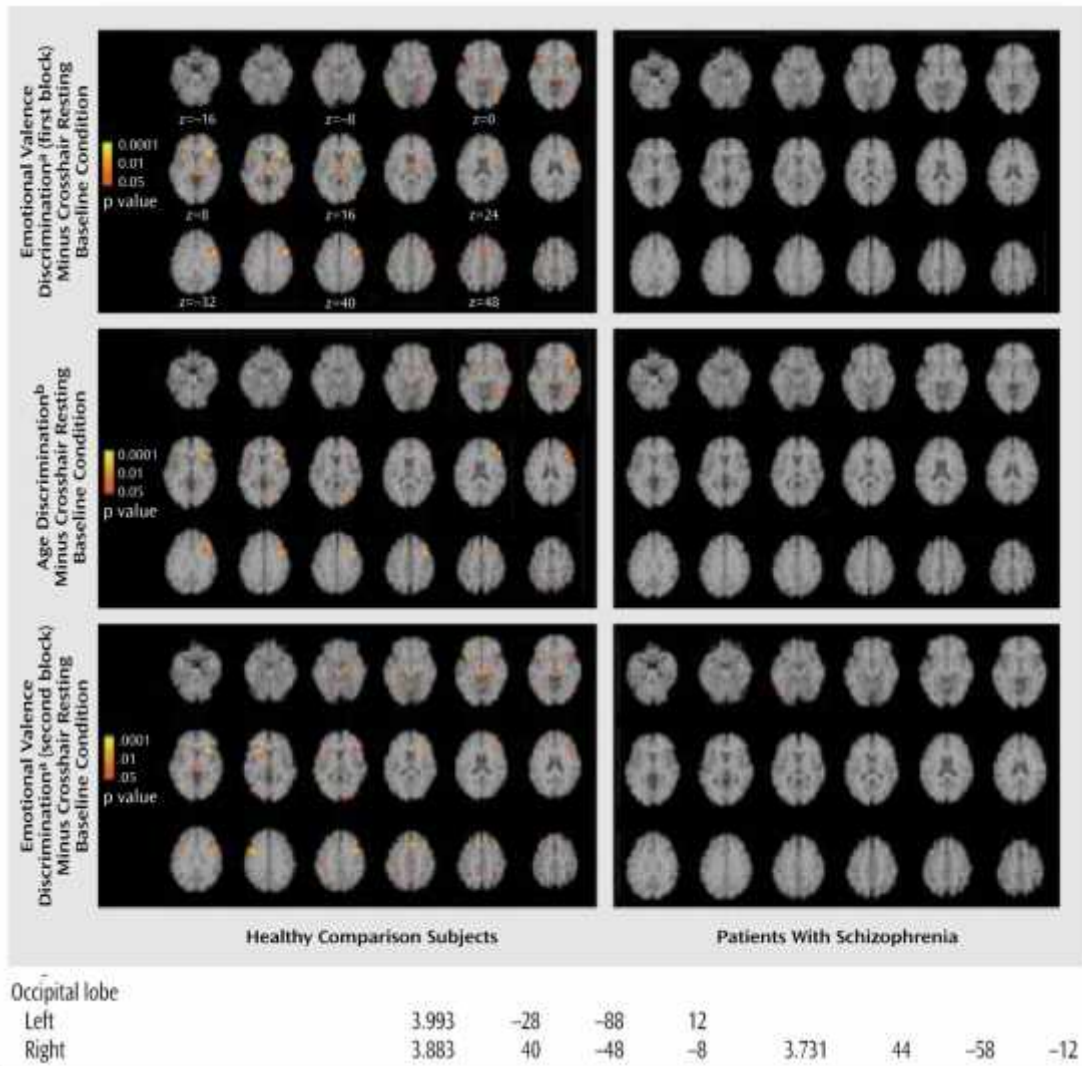 Emotional Valence
Discriminationᵃ (first block)
Minus Crosshair Resting
Baseline Condition
z=–16
z=–8
z=0
0.0001
0.01
0.05
p value
z=8
z=16
z=24
z=–32
z=40
z=48
Age Discriminationᵇ
Minus Crosshair Resting
Baseline Condition
0.0001
0.01
0.05
p value
Emotional Valence
Discriminationᵃ (second block)
Minus Crosshair Resting
Baseline Condition
.0001
.01
.05
p value
Healthy Comparison Subjects
Patients With Schizophrenia
Occipital lobe
Left 3.993 –28 –88 12
Right 3.883 40 –48 –8 3.731 44 –58 –12